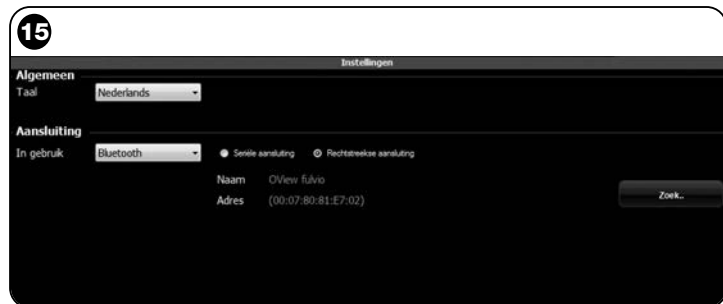 15
Instellingen
Algemeen
Taal Nederlands
Aansluiting
In gebruik Bluetooth Seriële aansluiting Rechtstreekse aansluiting
Naam OView fulvio
Adres (00:07:80:81:E7:02)
Zoek..